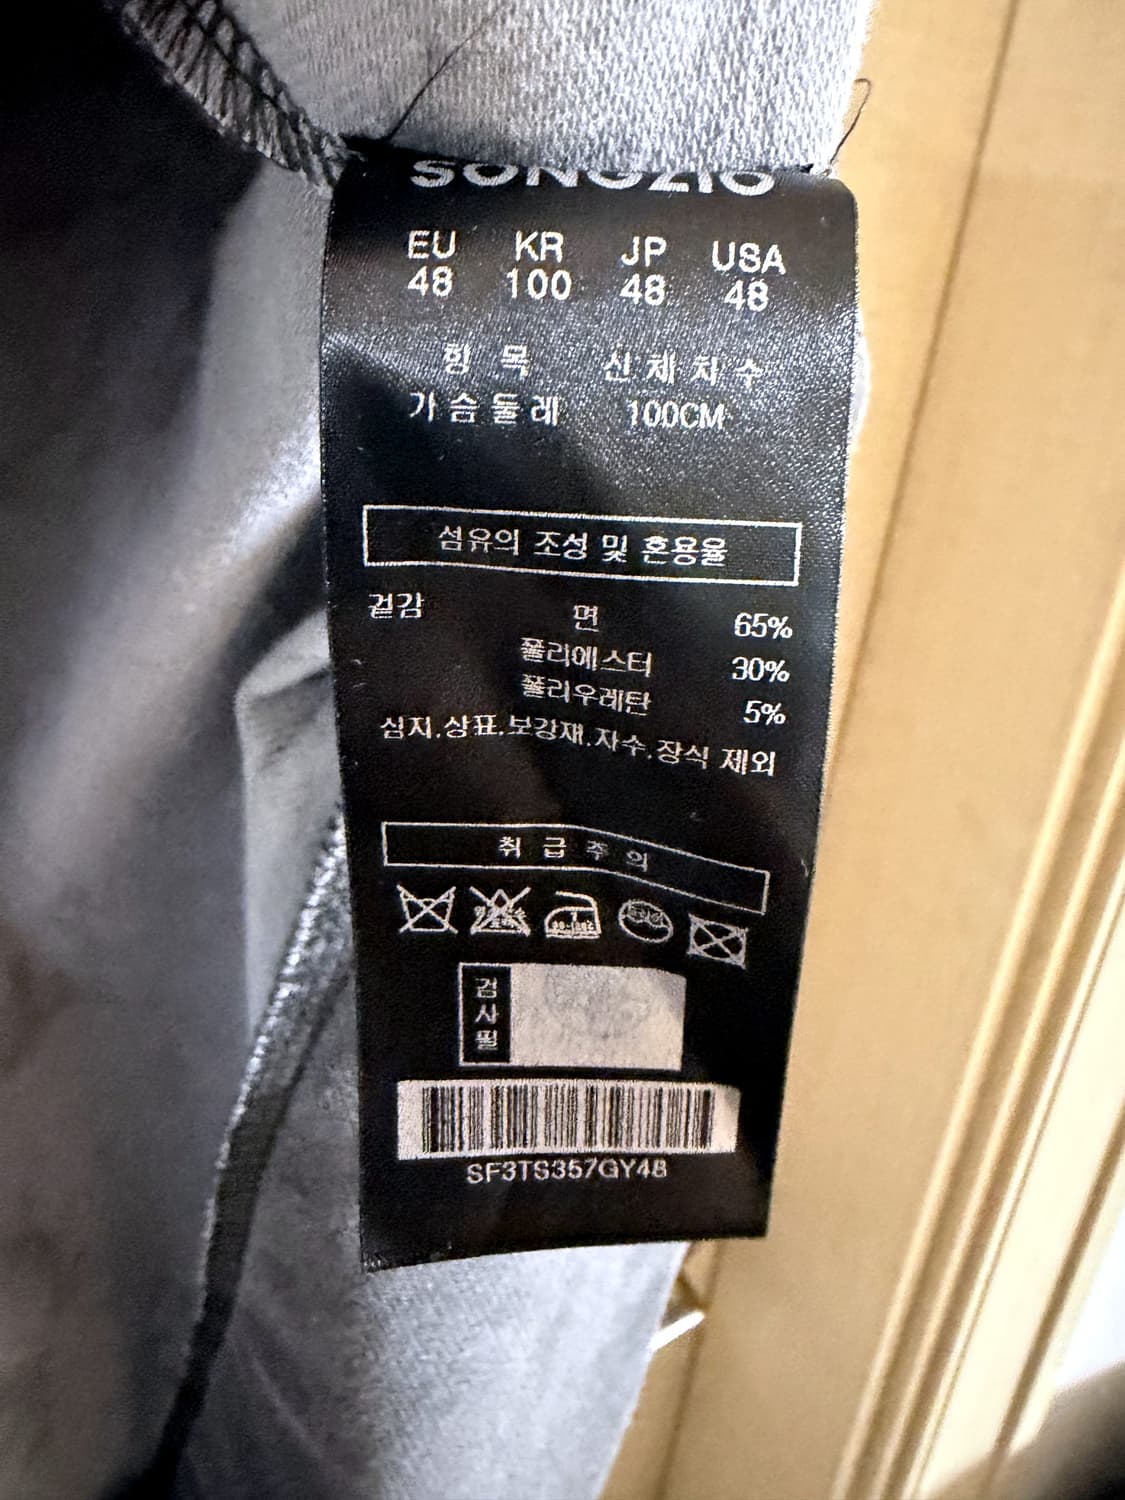 SONGZIO
EU KR JP USA
48 100 48 48
항 목 신체치수
가슴둘레 100CM
섬유의 조성 및 혼용율
겉감 면 65%
폴리에스터 30%
폴리우레탄 5%
심지.상표.보강재.자수.장식 제외
취급주의
검사필
SF3TS357GY48